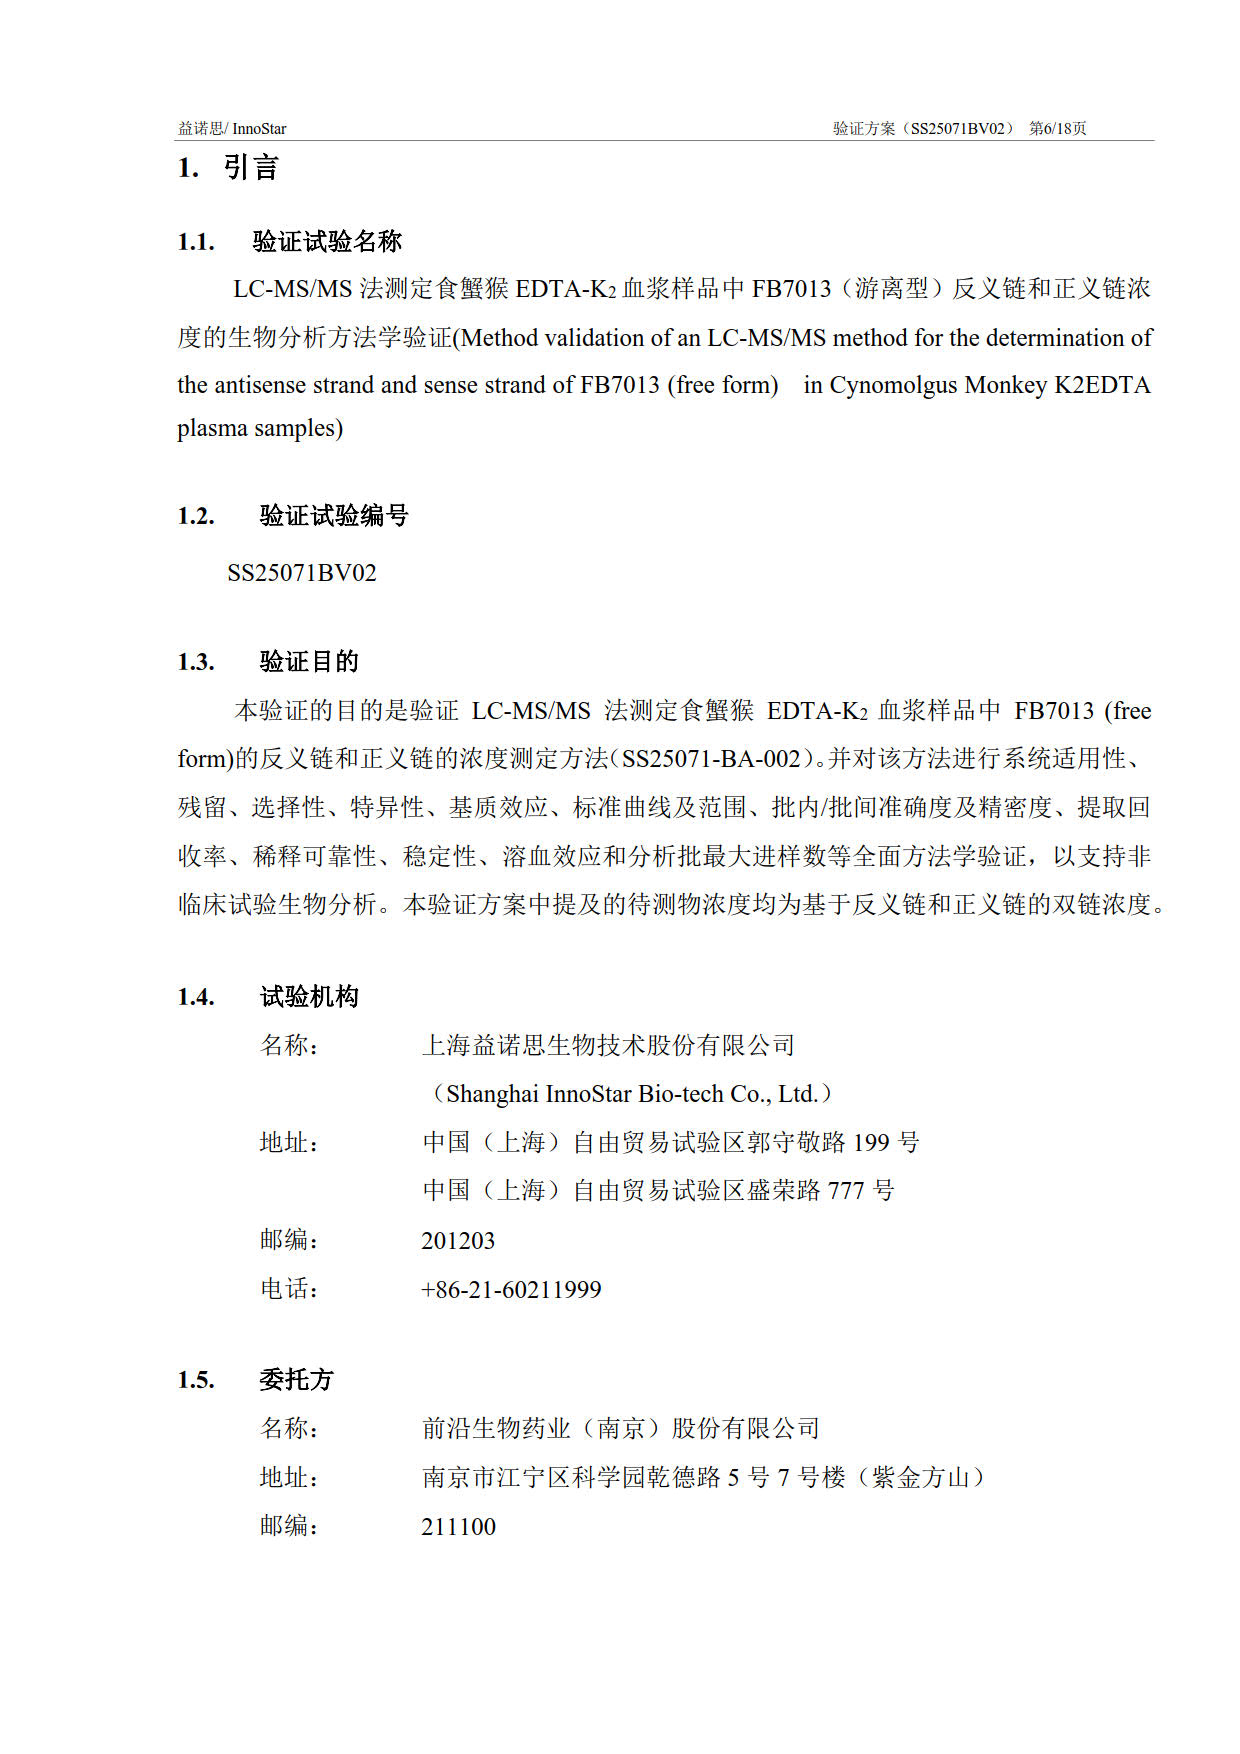 益诺思/ InnoStar 验证方案（SS25071BV02） 第6/18页
1. 引言
1.1. 验证试验名称
LC-MS/MS 法测定食蟹猴 EDTA-K2 血浆样品中 FB7013（游离型）反义链和正义链浓
度的生物分析方法学验证(Method validation of an LC-MS/MS method for the determination of
the antisense strand and sense strand of FB7013 (free form) in Cynomolgus Monkey K2EDTA
plasma samples)
1.2. 验证试验编号
SS25071BV02
1.3. 验证目的
本验证的目的是验证 LC-MS/MS 法测定食蟹猴 EDTA-K2 血浆样品中 FB7013 (free
form)的反义链和正义链的浓度测定方法（SS25071-BA-002）。并对该方法进行系统适用性、
残留、选择性、特异性、基质效应、标准曲线及范围、批内/批间准确度及精密度、提取回
收率、稀释可靠性、稳定性、溶血效应和分析批最大进样数等全面方法学验证，以支持非
临床试验生物分析。本验证方案中提及的待测物浓度均为基于反义链和正义链的双链浓度。
1.4. 试验机构
名称： 上海益诺思生物技术股份有限公司
（Shanghai InnoStar Bio-tech Co., Ltd.）
地址： 中国（上海）自由贸易试验区郭守敬路 199 号
中国（上海）自由贸易试验区盛荣路 777 号
邮编： 201203
电话： +86-21-60211999
1.5. 委托方
名称： 前沿生物药业（南京）股份有限公司
地址： 南京市江宁区科学园乾德路 5 号 7 号楼（紫金方山）
邮编： 211100